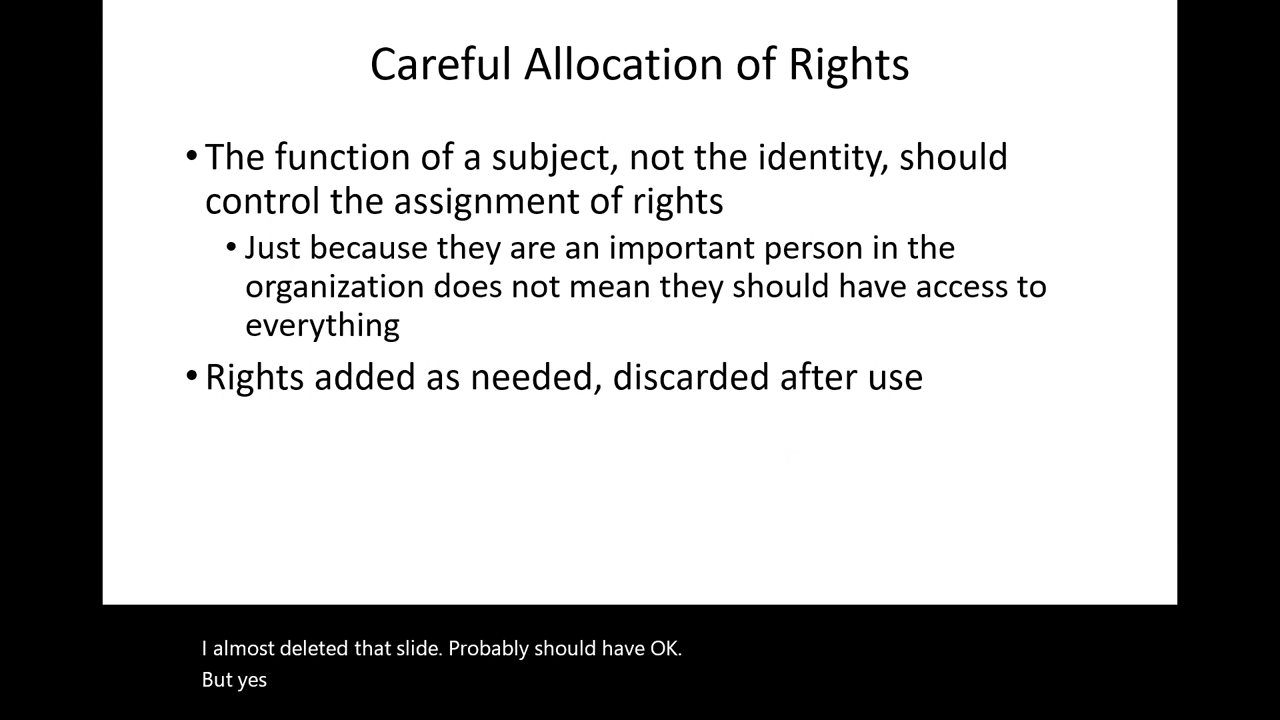 Careful Allocation of Rights
• The function of a subject, not the identity, should
control the assignment of rights
• Just because they are an important person in the
organization does not mean they should have access to
everything
• Rights added as needed, discarded after use
I almost deleted that slide. Probably should have OK.
But yes